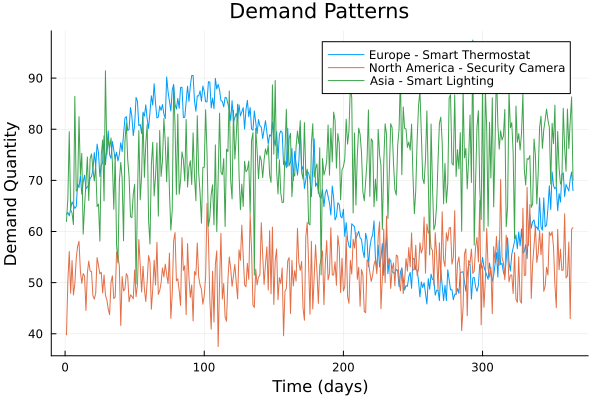 Demand Patterns
Europe - Smart Thermostat
North America - Security Camera
Asia - Smart Lighting
Demand Quantity
90
80
70
60
50
40
0
100
200
300
Time (days)